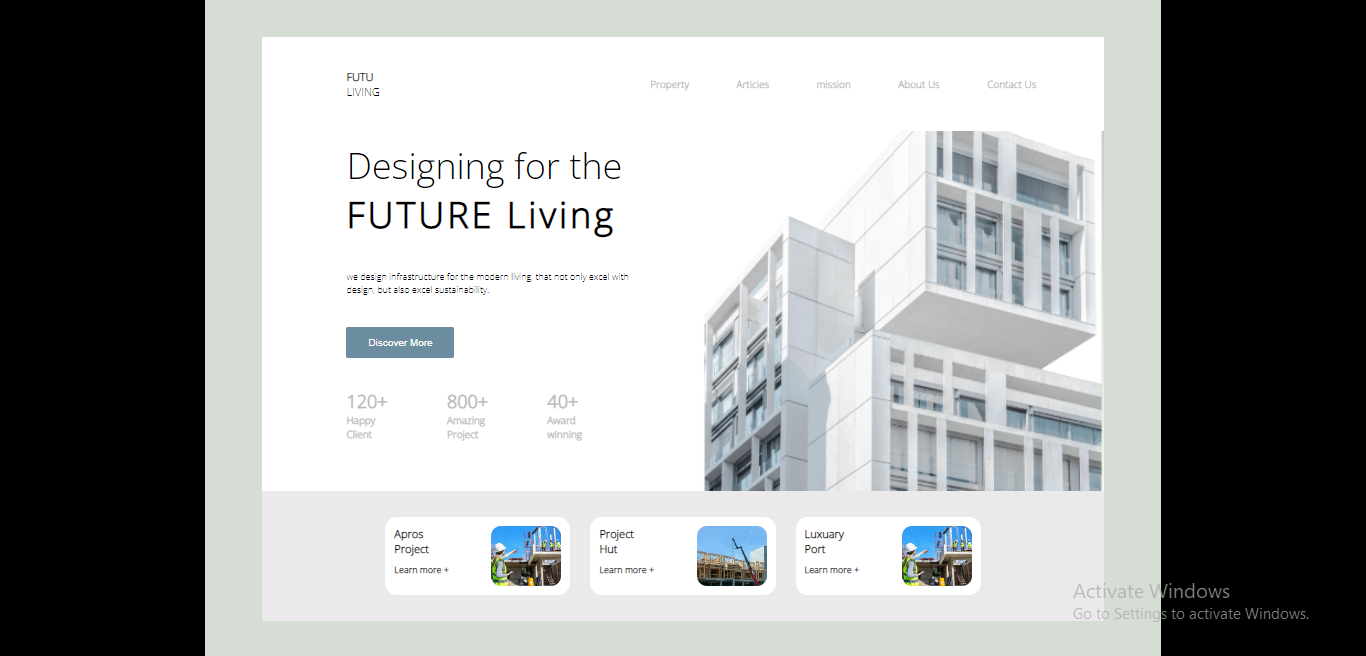 FUTU
LIVING
Property Articles mission About Us Contact Us
Designing for the
FUTURE Living
we design infrastructure for the modern living, that not only excel with
design, but also excel sustainability.
Discover More
120+ 800+ 40+
Happy Amazing Award
Client Project winning
Apros
Project
Learn more +
Project
Hut
Learn more +
Luxuary
Port
Learn more +
Activate Windows
Go to Settings to activate Windows.